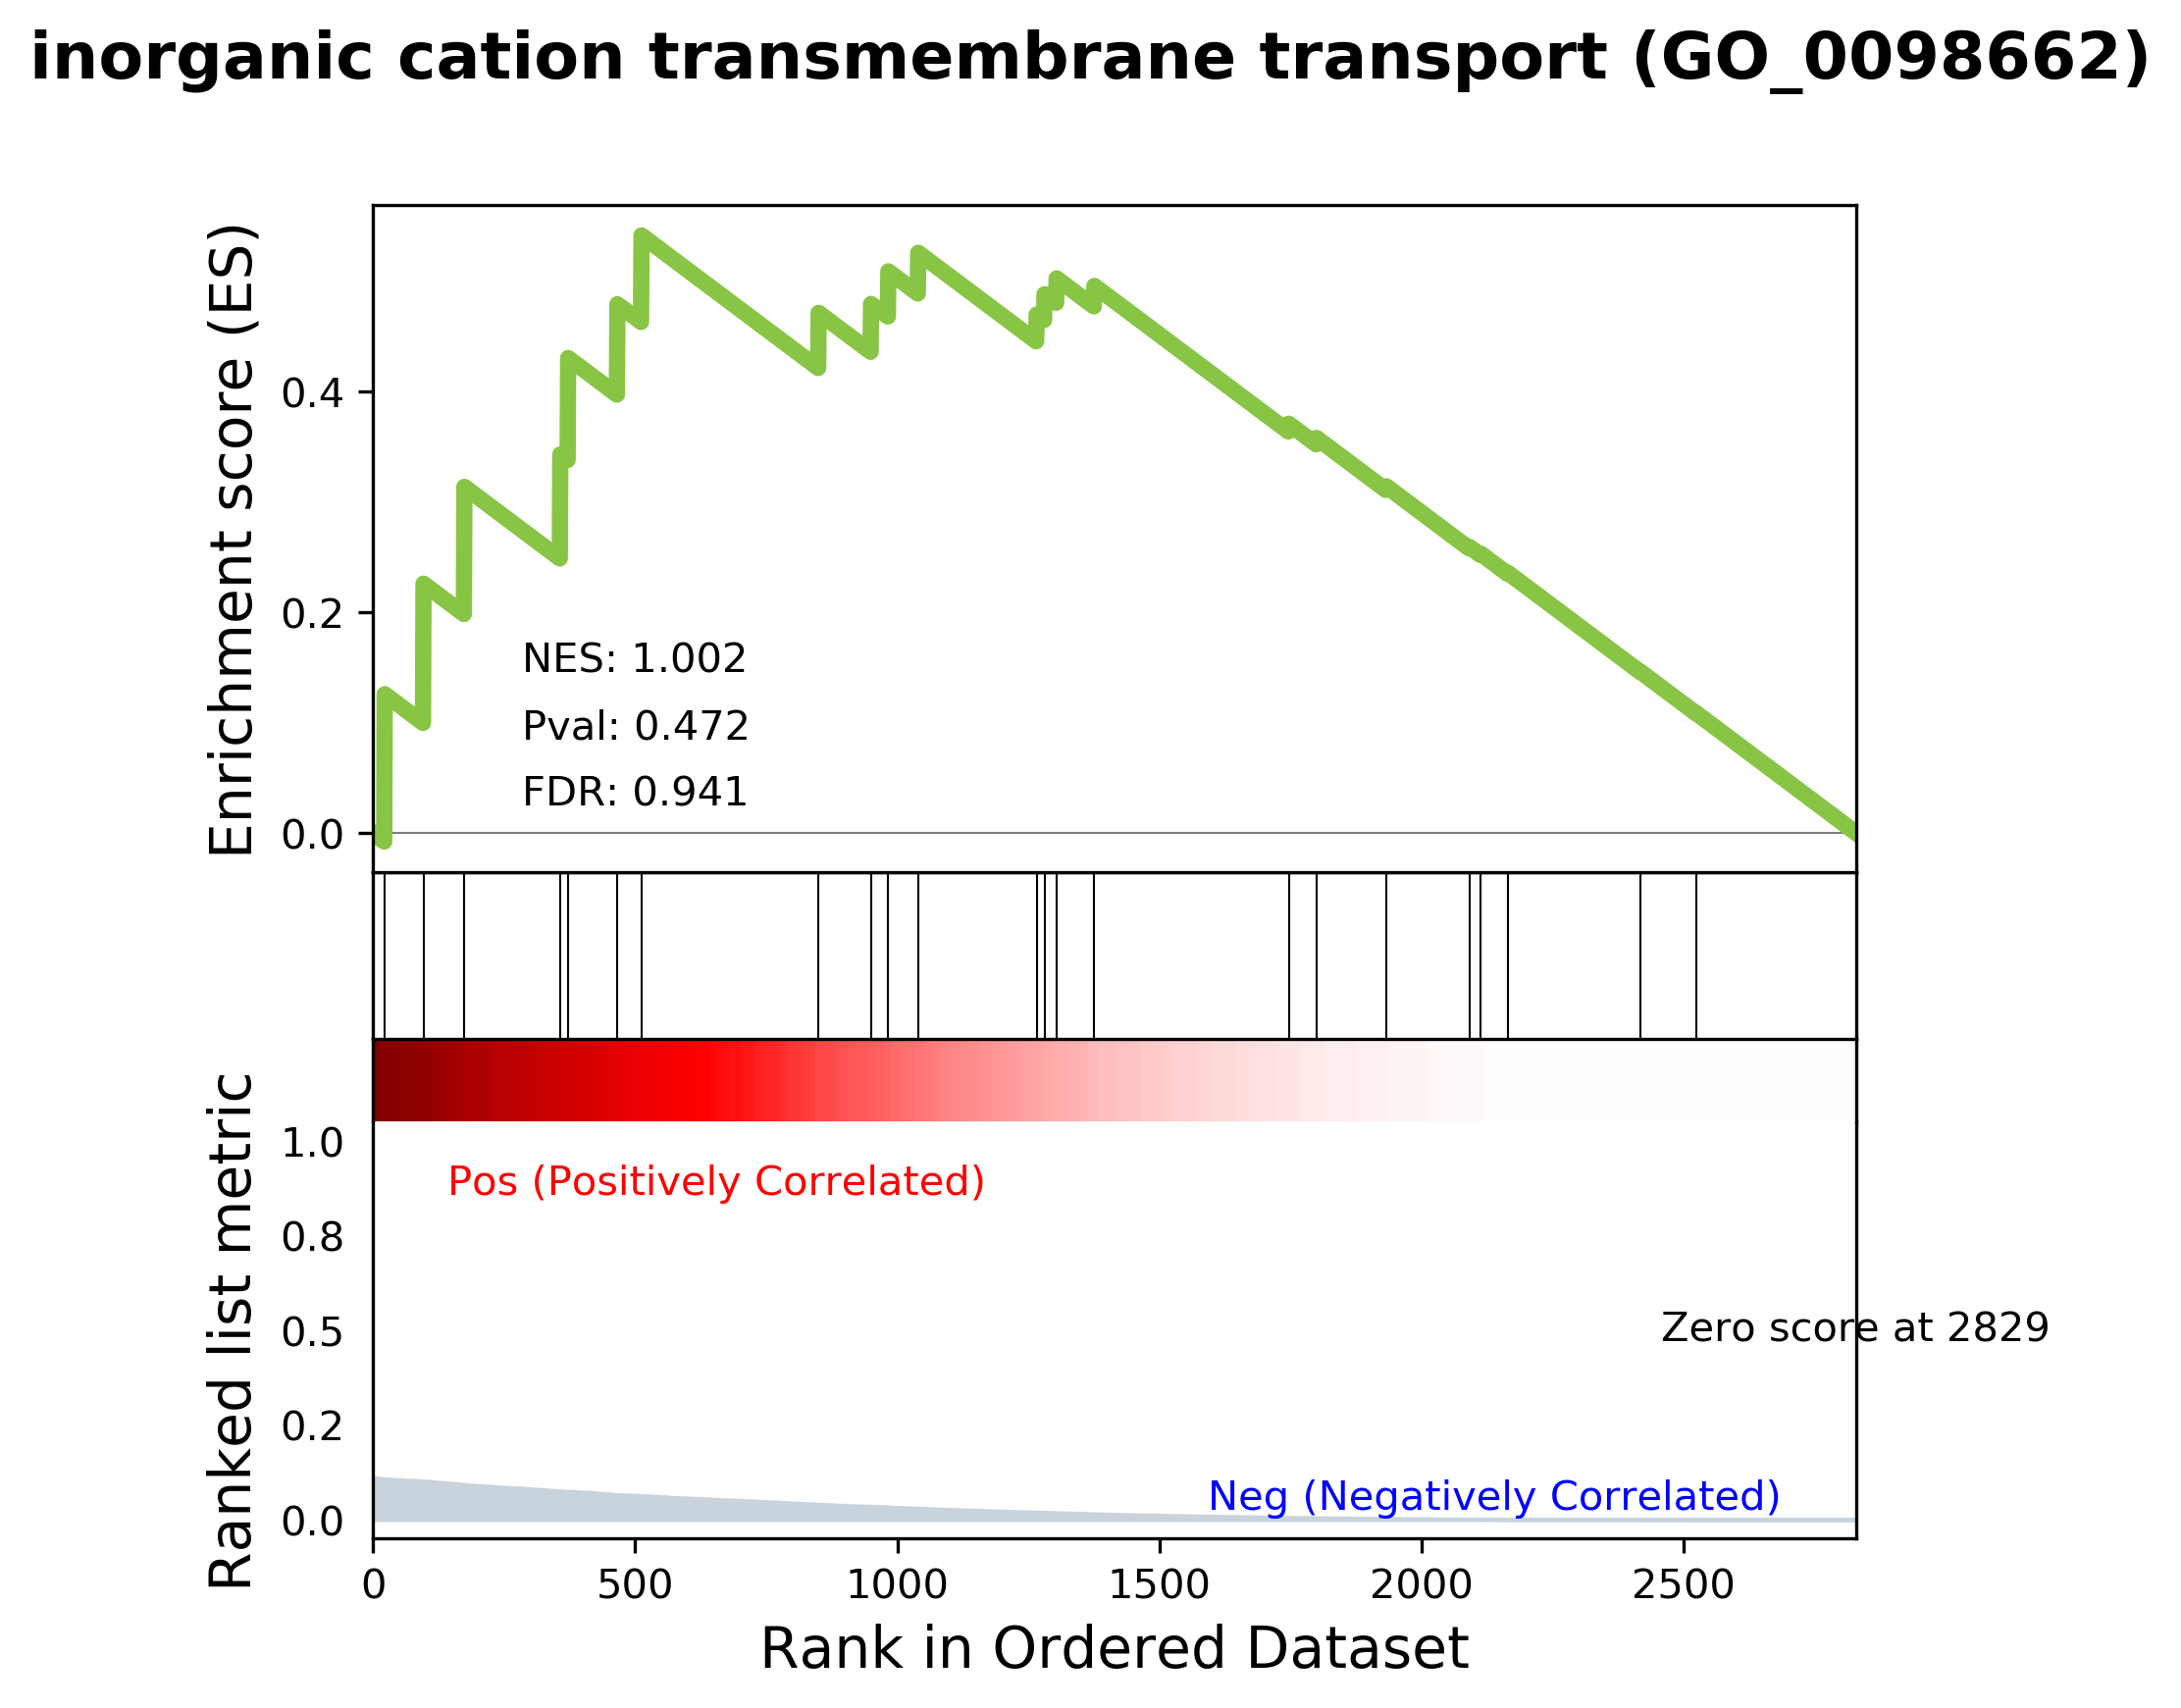 inorganic cation transmembrane transport (GO_0098662)
Enrichment score (ES)
0.4
0.2
0.0
NES: 1.002
Pval: 0.472
FDR: 0.941
Ranked list metric
1.0
0.8
0.5
0.2
0.0
Pos (Positively Correlated)
Zero score at 2829
Neg (Negatively Correlated)
0 500 1000 1500 2000 2500
Rank in Ordered Dataset